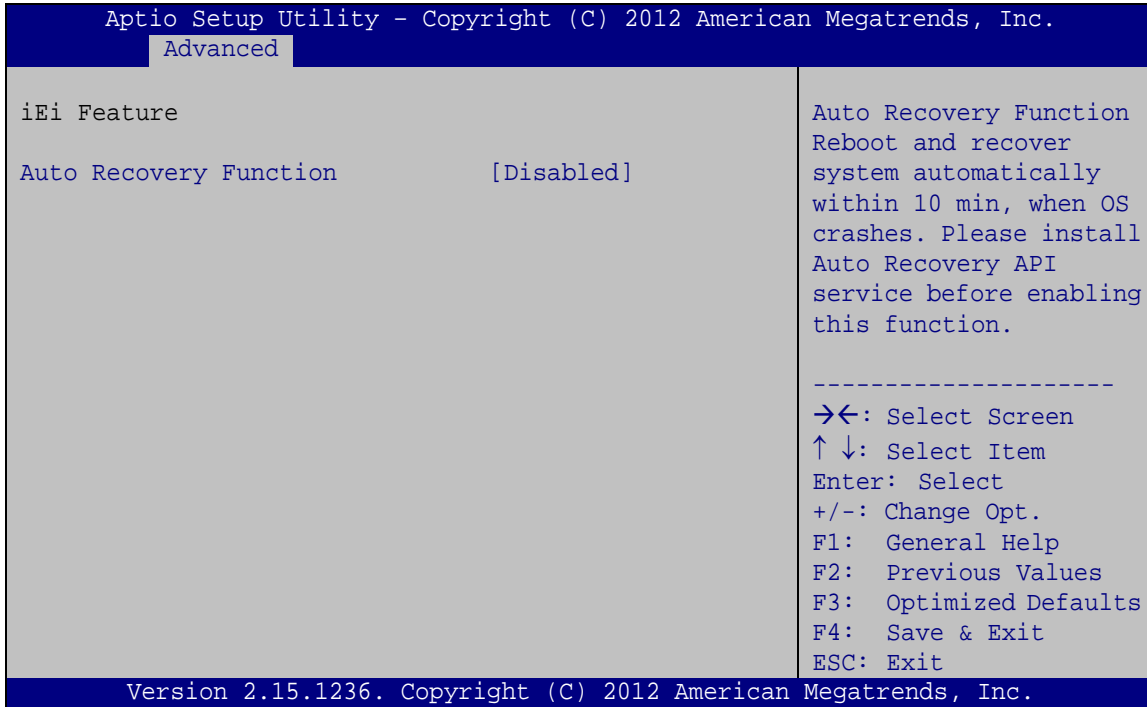 Aptio Setup Utility – Copyright (C) 2012 American Megatrends, Inc.
Advanced
iEi Feature
Auto Recovery Function [Disabled]
Auto Recovery Function
Reboot and recover
system automatically
within 10 min, when OS
crashes. Please install
Auto Recovery API
service before enabling
this function.
---------------------
→←: Select Screen
↑ ↓: Select Item
Enter: Select
+/-: Change Opt.
F1: General Help
F2: Previous Values
F3: Optimized Defaults
F4: Save & Exit
ESC: Exit
Version 2.15.1236. Copyright (C) 2012 American Megatrends, Inc.